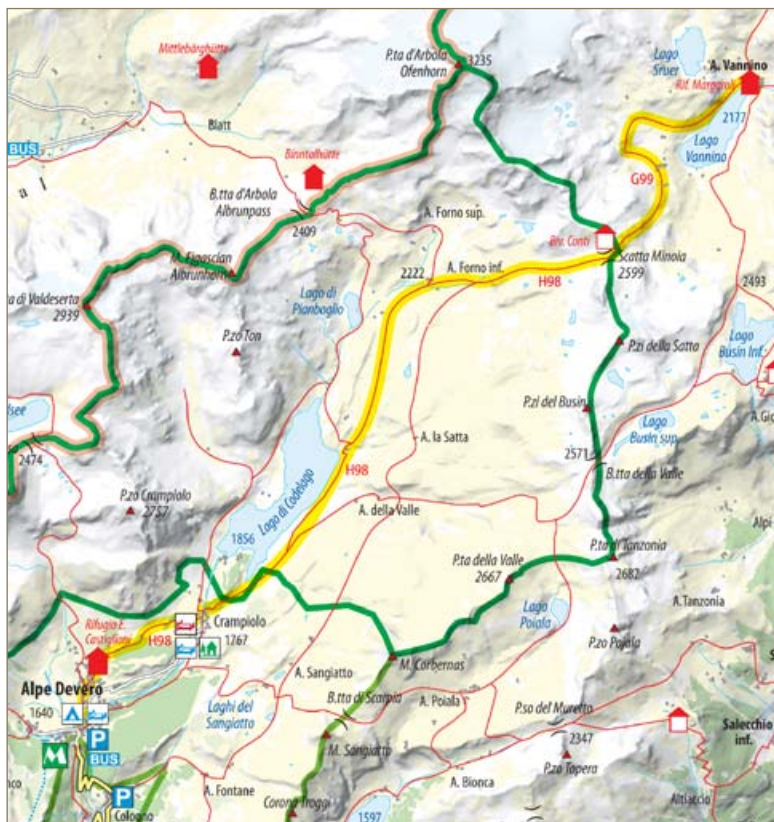 P.ta d'Arbola
Ofenhorn
3235
Mittlebärghütte
Lago
Sruer
A. Vannino
Rif. Margaroli
2177
Lago
Vannino
Blatt
BUS
Binntalhütte
G99
a l
B.tta d'Arbola
Albrunpass
2409
A. Forno sup.
Biv. Conti
Scatta Minoia
2599
M. Figascian
Albrunhorn
2222
A. Forno inf.
H98
2493
a di Valdeserta
2939
Lago di
Pianboglio
Lago
Busin Inf.
P.zo Ton
P.zi della Satta
P.zi del Busin
A.Gio
Lago
Busin sup.
lsee
2474
A. la Satta
2571
B.tta della Valle
H98
Lago di Codelago
P.zo Crampiolo
2757
1856
A. della Valle
P.ta di Tanzonia
2682
P.ta della Valle
2667
Alpi
A.Tanzonia
Lago
Poiala
Rifugio E.
Castiglioni
H98
Crampiolo
1767
P.zo Pojala
M. Corbernas
A. Sangiatto
Alpe Devero
1640
Laghi del
Sangiatto
B.tta di Scarpia
A. Poiala
P.so del Muretto
Salecchio
inf.
M
P
BUS
M. Sangiatto
2347
P.zo Topera
A. Fontane
A. Bionca
P
Altiaccio
nco
Cologno
Corona Troggi
1597